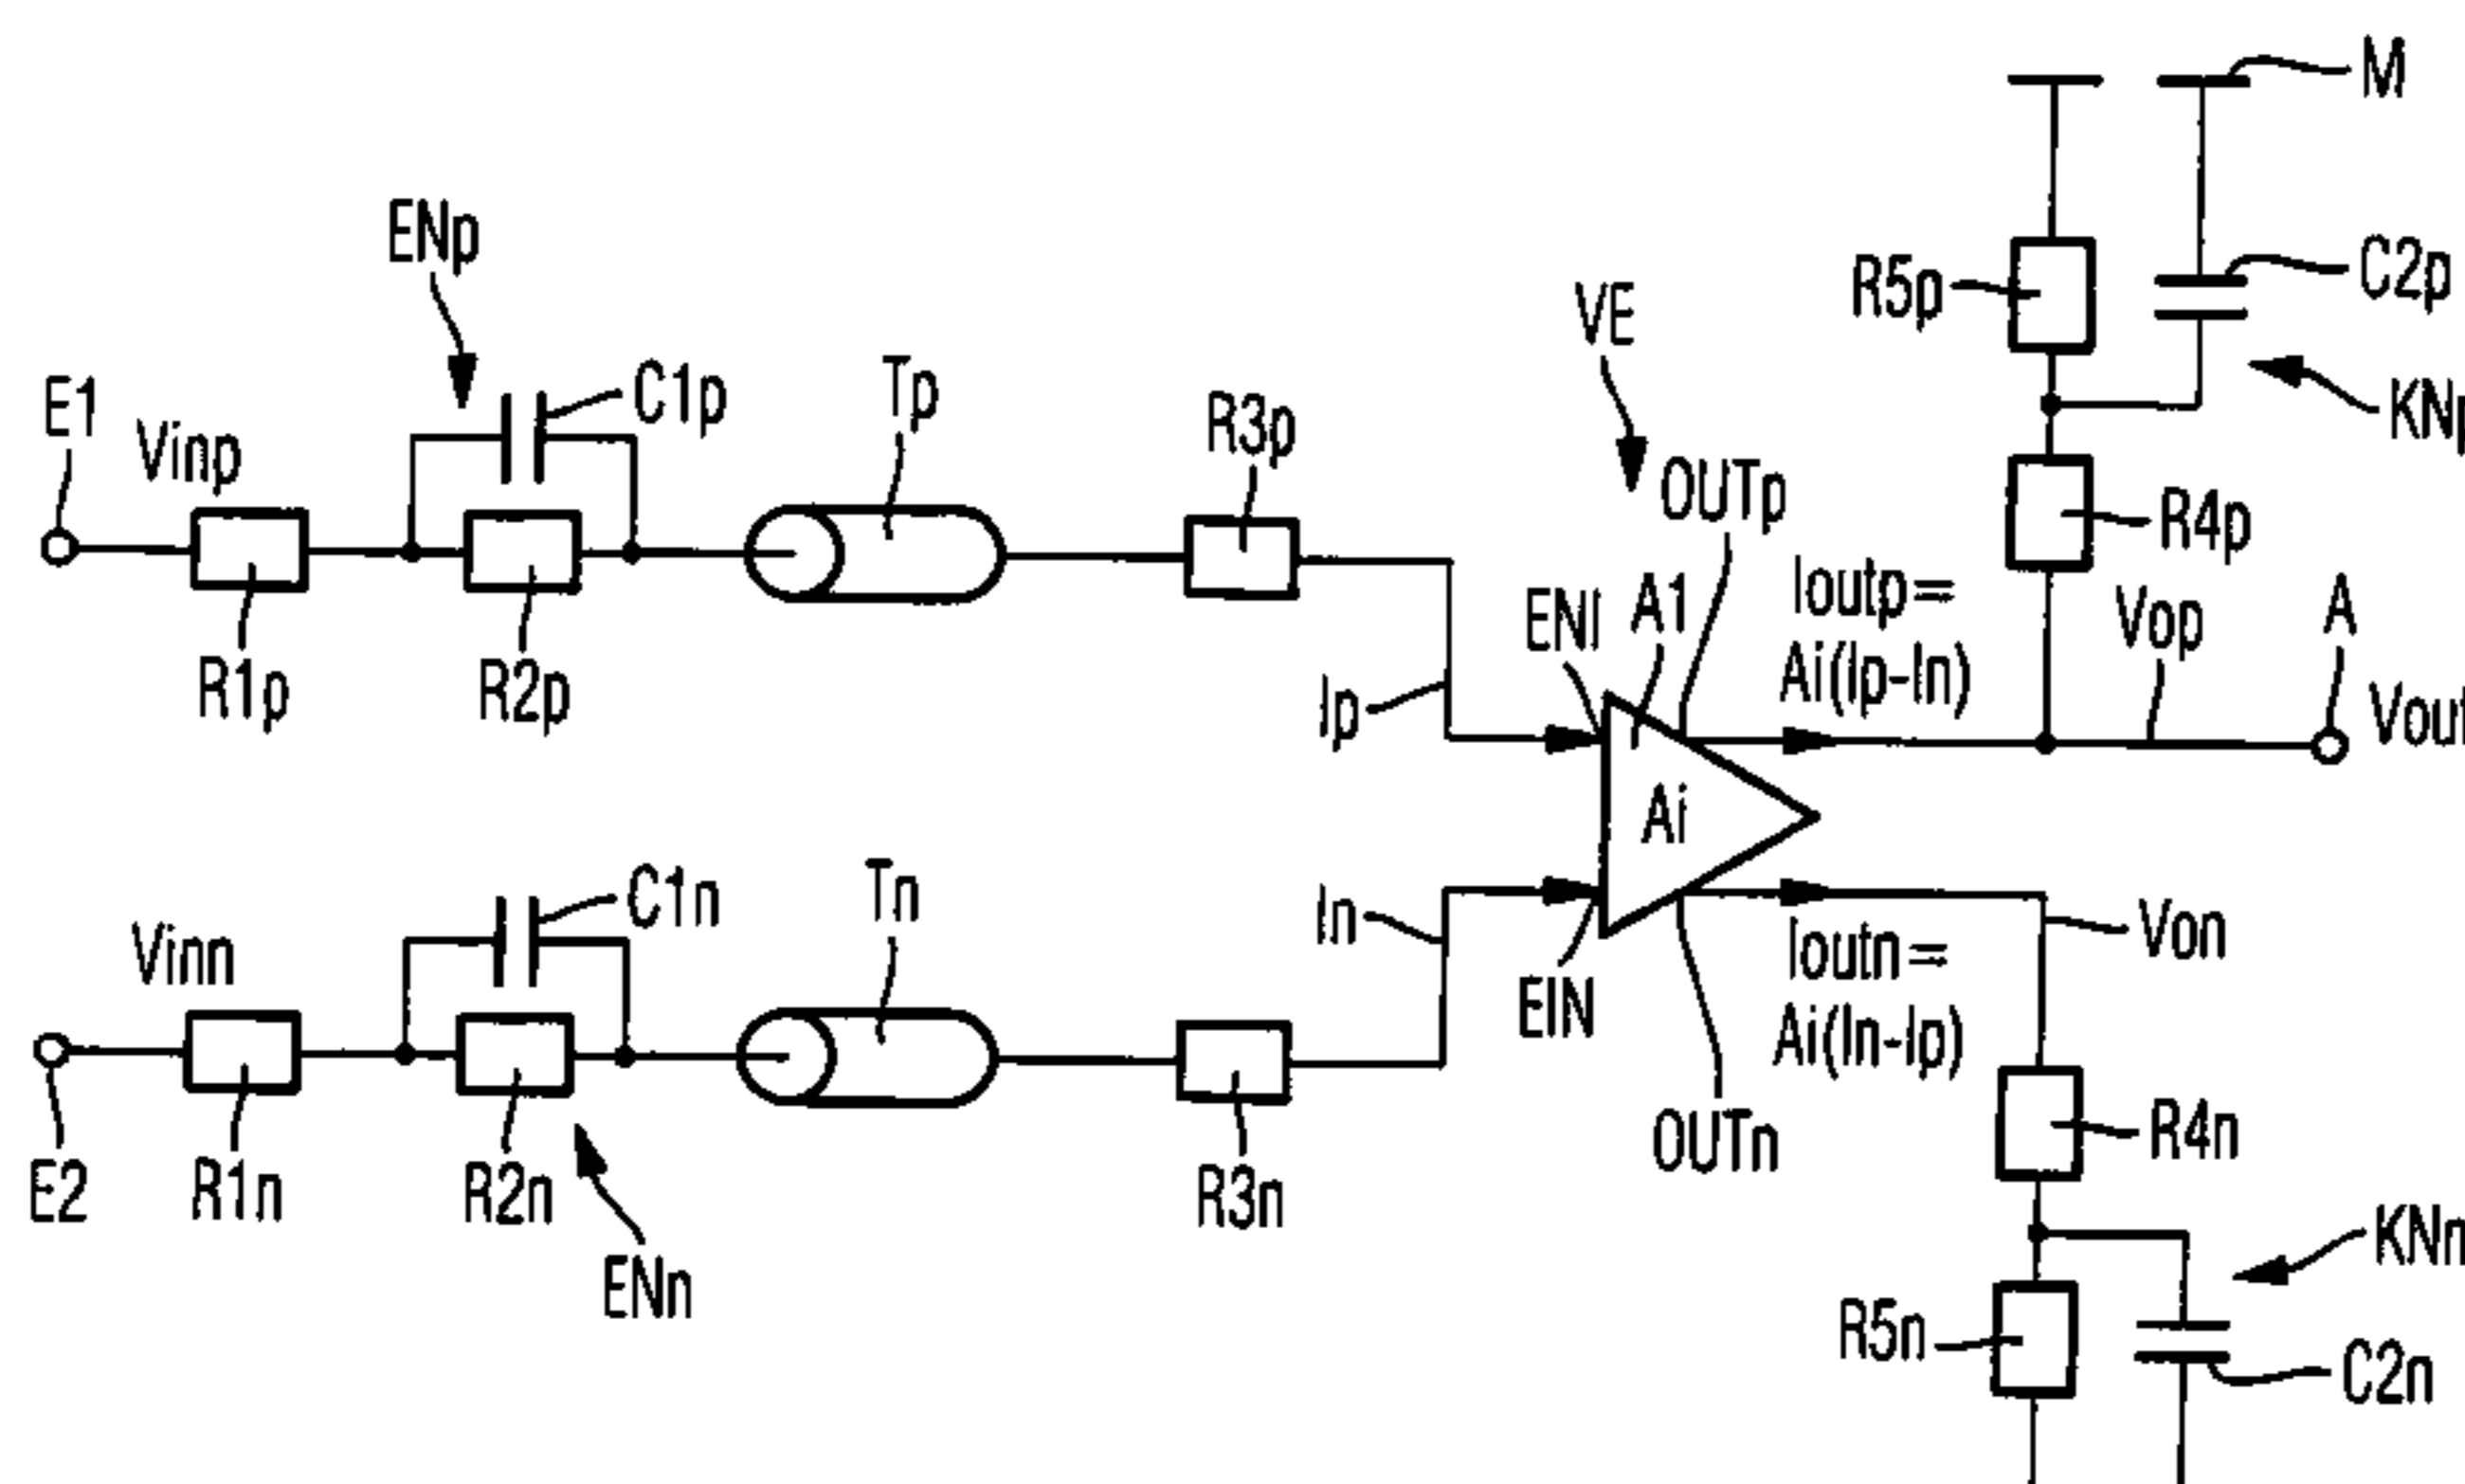 M
ENp
C2p
R5p
VE
E1
Vinp
C1p
Tp
R3p
KNp
OUTp
R4p
Ioutp=
Ai(Ip-In)
ENI
A1
Vop
A
Vout
R1p
R2p
Ip
Ai
C1n
Tn
In
Vinn
EIN
Ioutn=
Ai(In-Ip)
Von
E2
R1n
R2n
R3n
OUTn
R4n
ENn
KNn
R5n
C2n